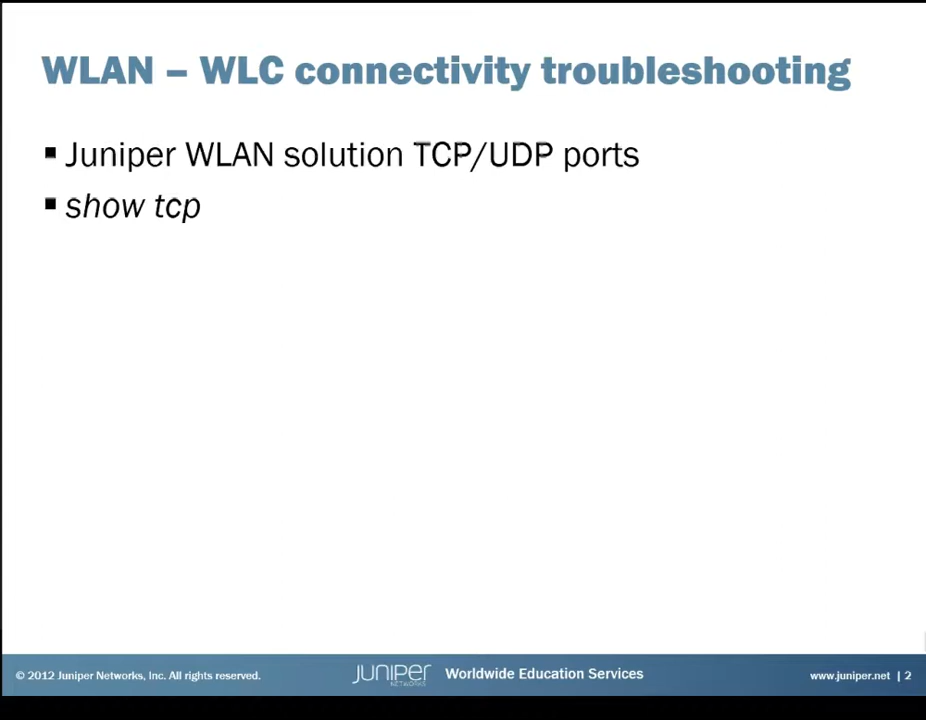 WLAN – WLC connectivity troubleshooting
▪ Juniper WLAN solution TCP/UDP ports
▪ show tcp
© 2012 Juniper Networks, Inc. All rights reserved.
JUNIPER
NETWORKS
Worldwide Education Services
www.juniper.net | 2